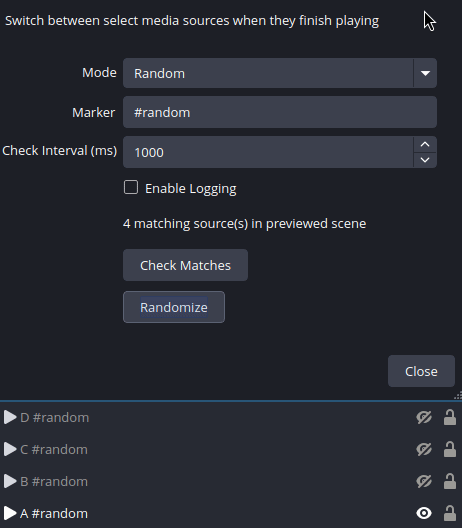 Switch between select media sources when they finish playing
Mode Random
Marker #random
Check Interval (ms) 1000
Enable Logging
4 matching source(s) in previewed scene
Check Matches
Randomize
Close
D #random
C #random
B #random
A #random